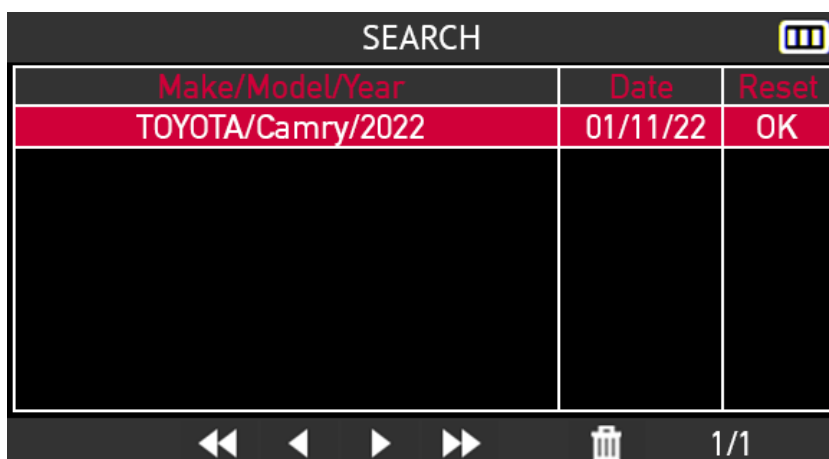 SEARCH
Make/Model/Year Date Reset
TOYOTA/Camry/2022 01/11/22 OK
1/1